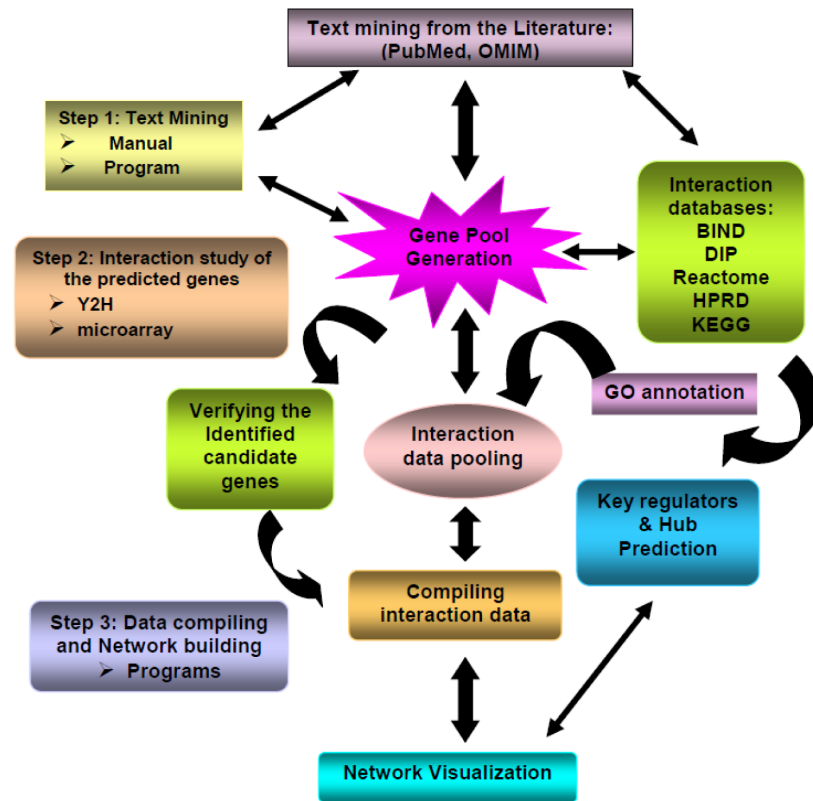 Text mining from the Literature:
(PubMed, OMIM)
Step 1: Text Mining
➢ Manual
➢ Program
Gene Pool
Generation
Interaction
databases:
BIND
DIP
Reactome
HPRD
KEGG
Step 2: Interaction study of
the predicted genes
➢ Y2H
➢ microarray
GO annotation
Verifying the
Identified
candidate
genes
Interaction
data pooling
Key regulators
& Hub
Prediction
Compiling
interaction data
Step 3: Data compiling
and Network building
➢ Programs
Network Visualization